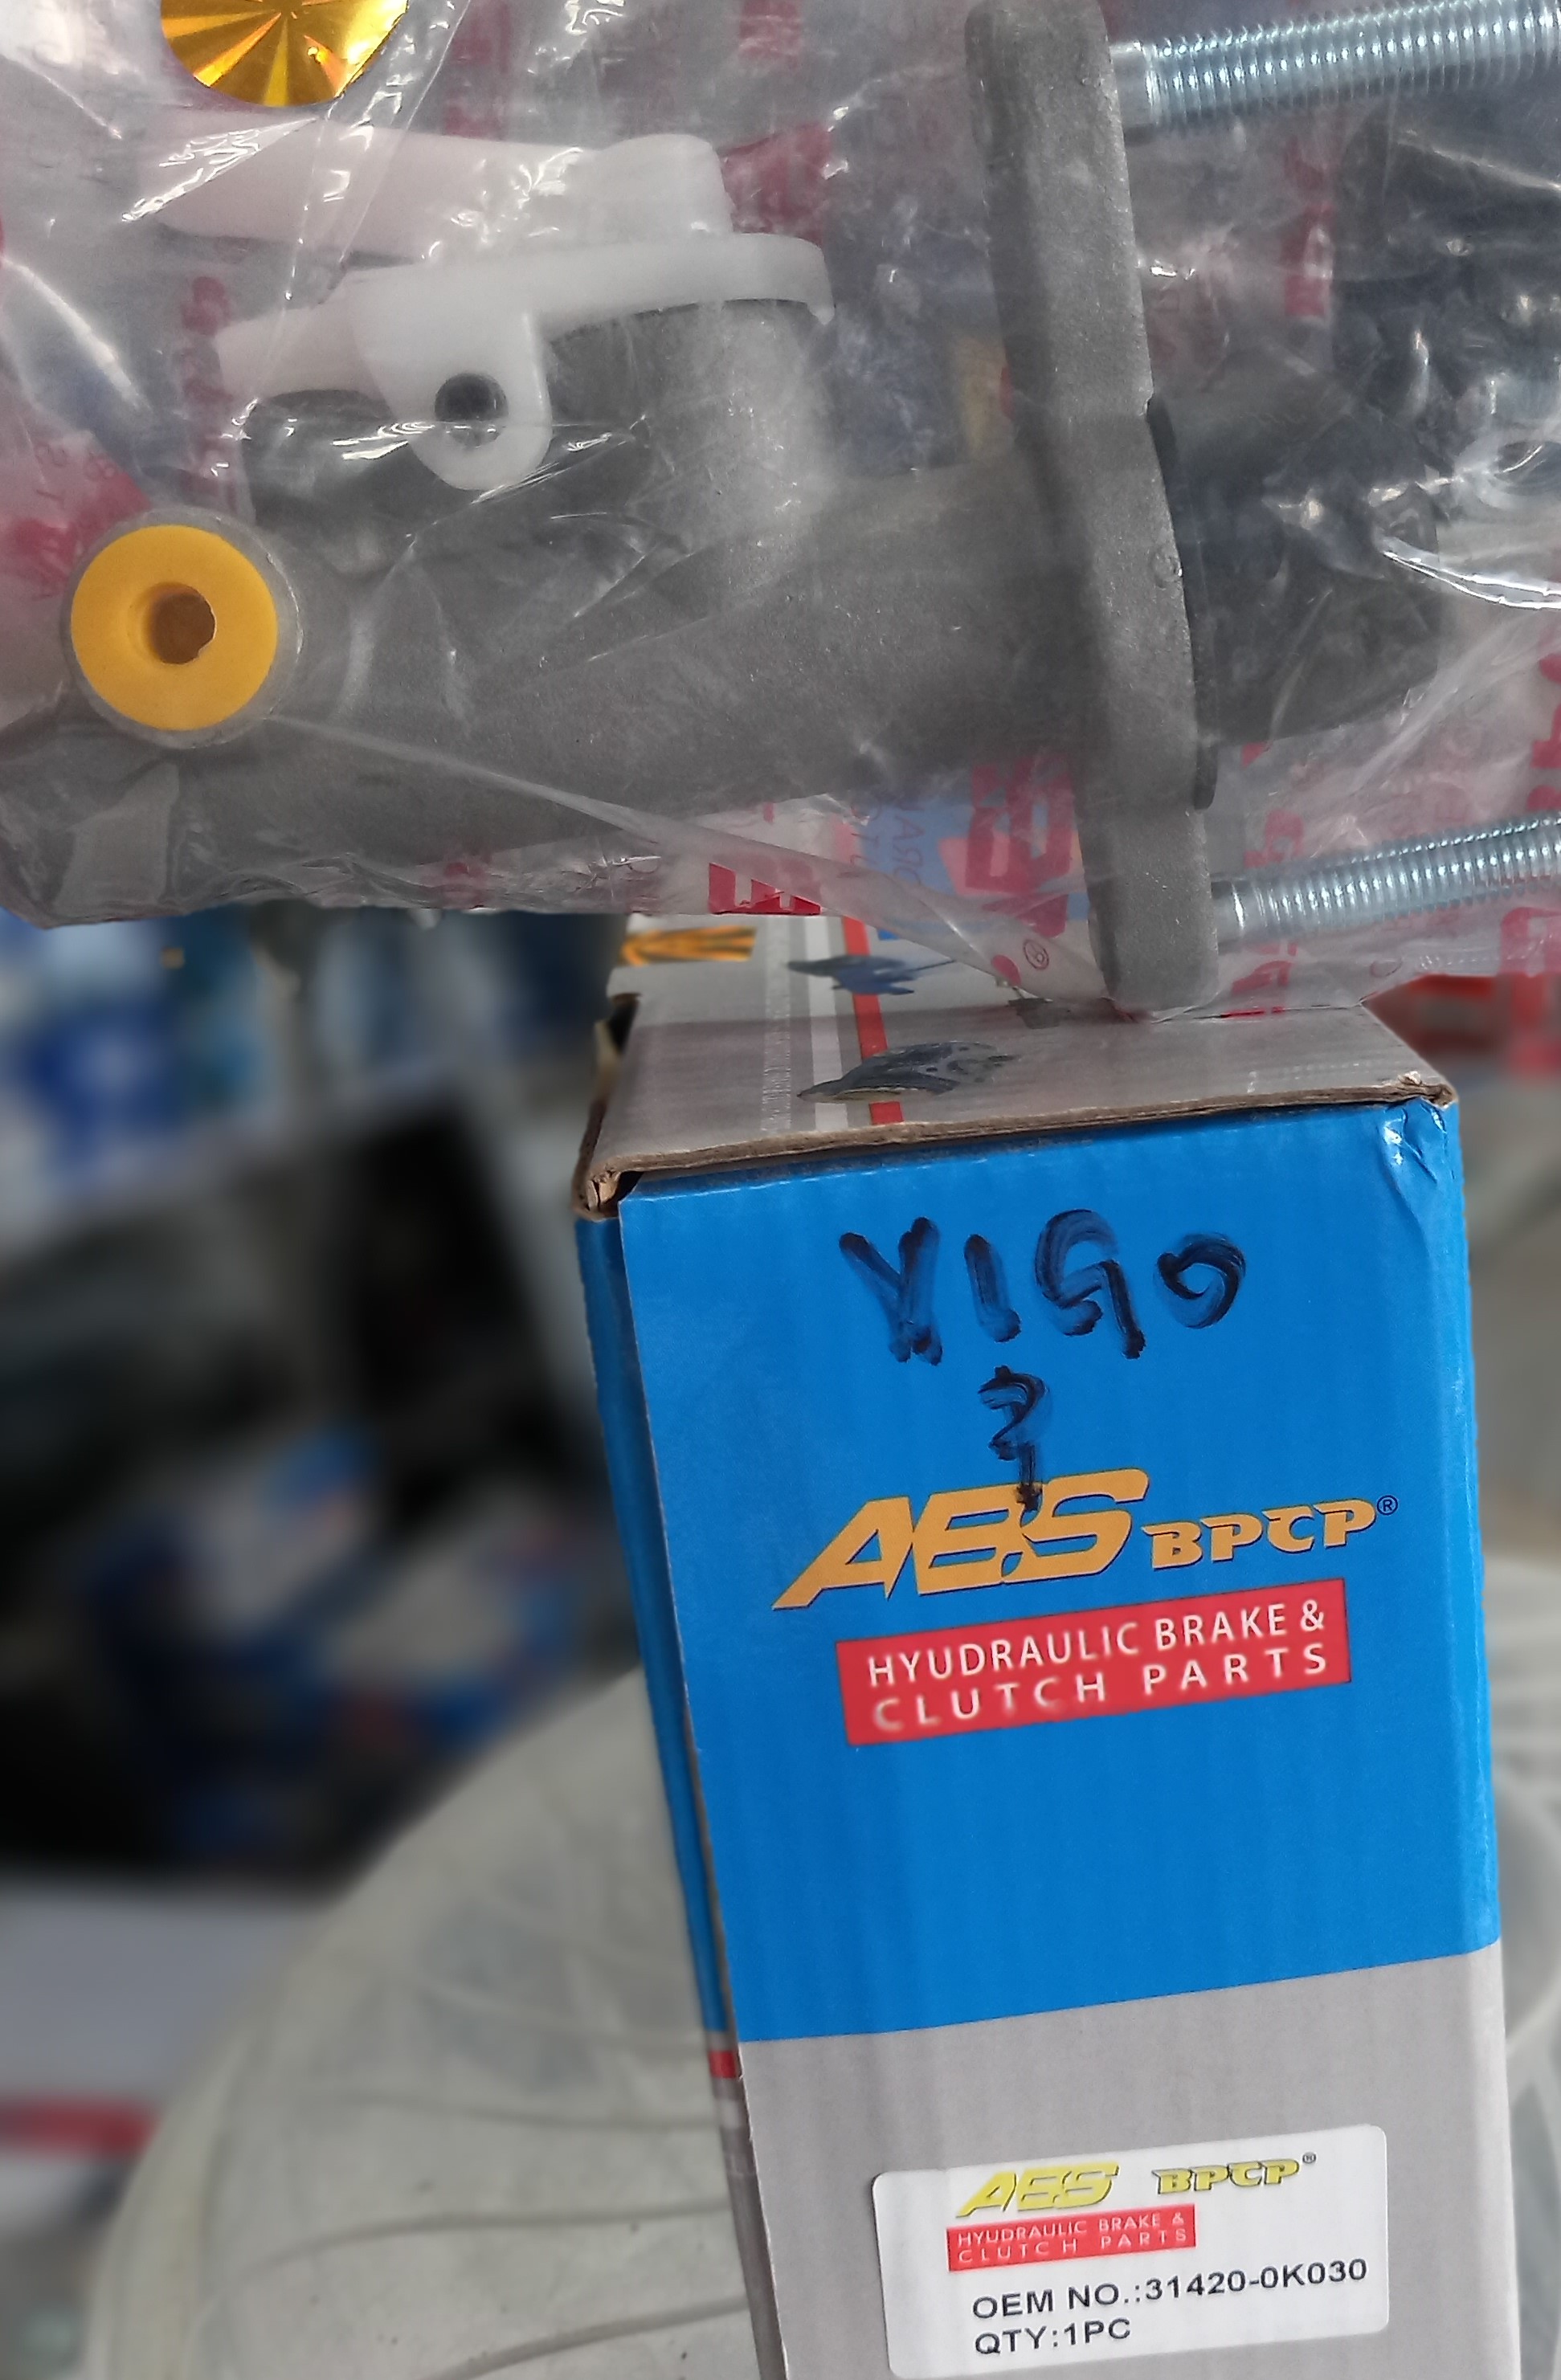 VIGO
2
ABS BPCP®
HYUDRAULIC BRAKE &
CLUTCH PARTS
ABS BPCP®
HYUDRAULIC BRAKE &
CLUTCH PARTS
OEM NO.:31420-0K030
QTY:1PC